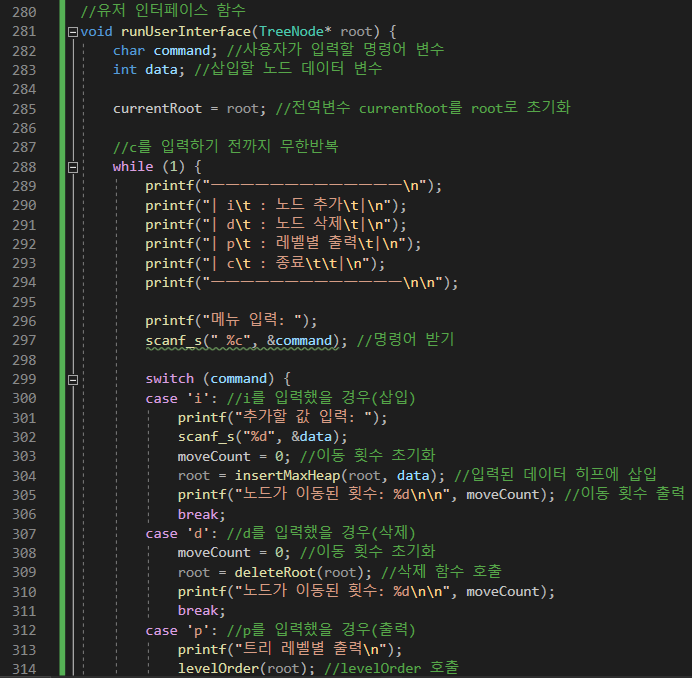 280 //유저 인터페이스 함수
281 void runUserInterface(TreeNode* root) {
282 char command; //사용자가 입력할 명령어 변수
283 int data; //삽입할 노드 데이터 변수
284
285 currentRoot = root; //전역변수 currentRoot를 root로 초기화
286
287 //c를 입력하기 전까지 무한반복
288 while (1) {
289 printf("ㅡㅡㅡㅡㅡㅡㅡㅡㅡㅡㅡㅡㅡ\n");
290 printf("| i\t : 노드 추가\t|\n");
291 printf("| d\t : 노드 삭제\t|\n");
292 printf("| p\t : 레벨별 출력\t|\n");
293 printf("| c\t : 종료\t\t|\n");
294 printf("ㅡㅡㅡㅡㅡㅡㅡㅡㅡㅡㅡㅡㅡ\n\n");
295
296 printf("메뉴 입력: ");
297 scanf_s(" %c", &command); //명령어 받기
298
299 switch (command) {
300 case 'i': //i를 입력했을 경우(삽입)
301 printf("추가할 값 입력: ");
302 scanf_s("%d", &data);
303 moveCount = 0; //이동 횟수 초기화
304 root = insertMaxHeap(root, data); //입력된 데이터 히프에 삽입
305 printf("노드가 이동된 횟수: %d\n\n", moveCount); //이동 횟수 출력
306 break;
307 case 'd': //d를 입력했을 경우(삭제)
308 moveCount = 0; //이동 횟수 초기화
309 root = deleteRoot(root); //삭제 함수 호출
310 printf("노드가 이동된 횟수: %d\n\n", moveCount);
311 break;
312 case 'p': //p를 입력했을 경우(출력)
313 printf("트리 레벨별 출력\n");
314 levelOrder(root); //levelOrder 호출